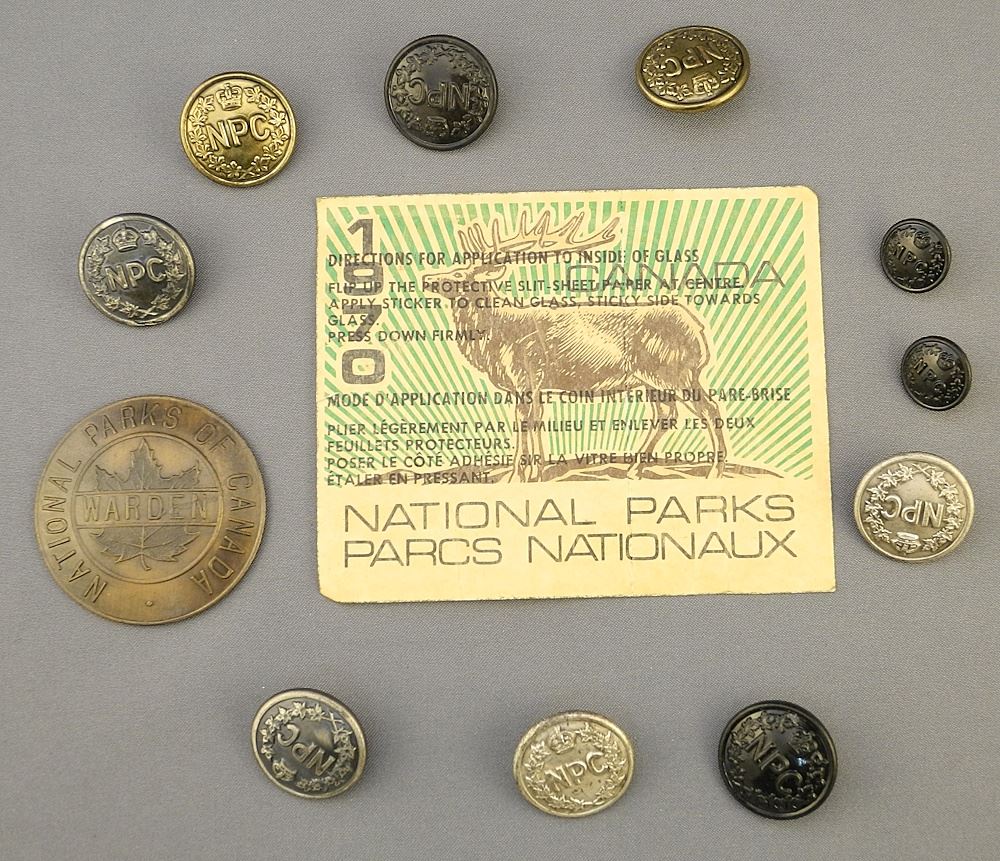 NPC
NPC
NPC
NPC
NPC
1970
DIRECTIONS FOR APPLICATION TO INSIDE OF GLASS
CANADA
FLIP UP THE PROTECTIVE SLIT-SHEET PAPER AT CENTRE.
APPLY STICKER TO CLEAN GLASS, STICKY SIDE TOWARDS
GLASS.
PRESS DOWN FIRMLY.
MODE D'APPLICATION DANS LE COIN INTÉRIEUR DU PARE-BRISE
PLIER LÉGÈREMENT PAR LE MILIEU ET ENLEVER LES DEUX
FEUILLETS PROTECTEURS.
POSER LE CÔTÉ ADHÉSIF SUR LA VITRE BIEN PROPRE.
ÉTALER EN PRESSANT.
NATIONAL PARKS
PARCS NATIONAUX
NPC
NATIONAL PARKS OF CANADA
WARDEN
NPC
NPC
NPC
NPC